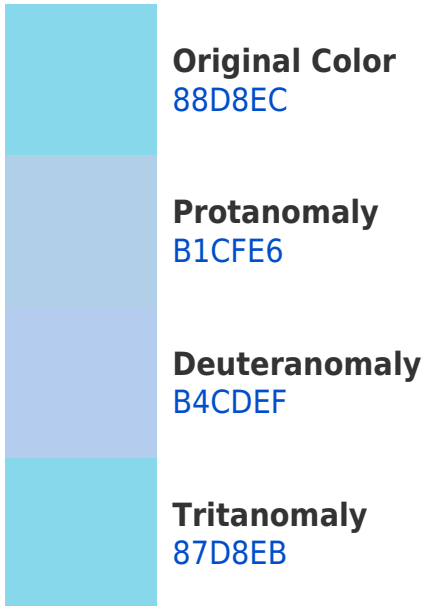 Original Color
88D8EC
Protanomaly
B1CFE6
Deuteranomaly
B4CDEF
Tritanomaly
87D8EB